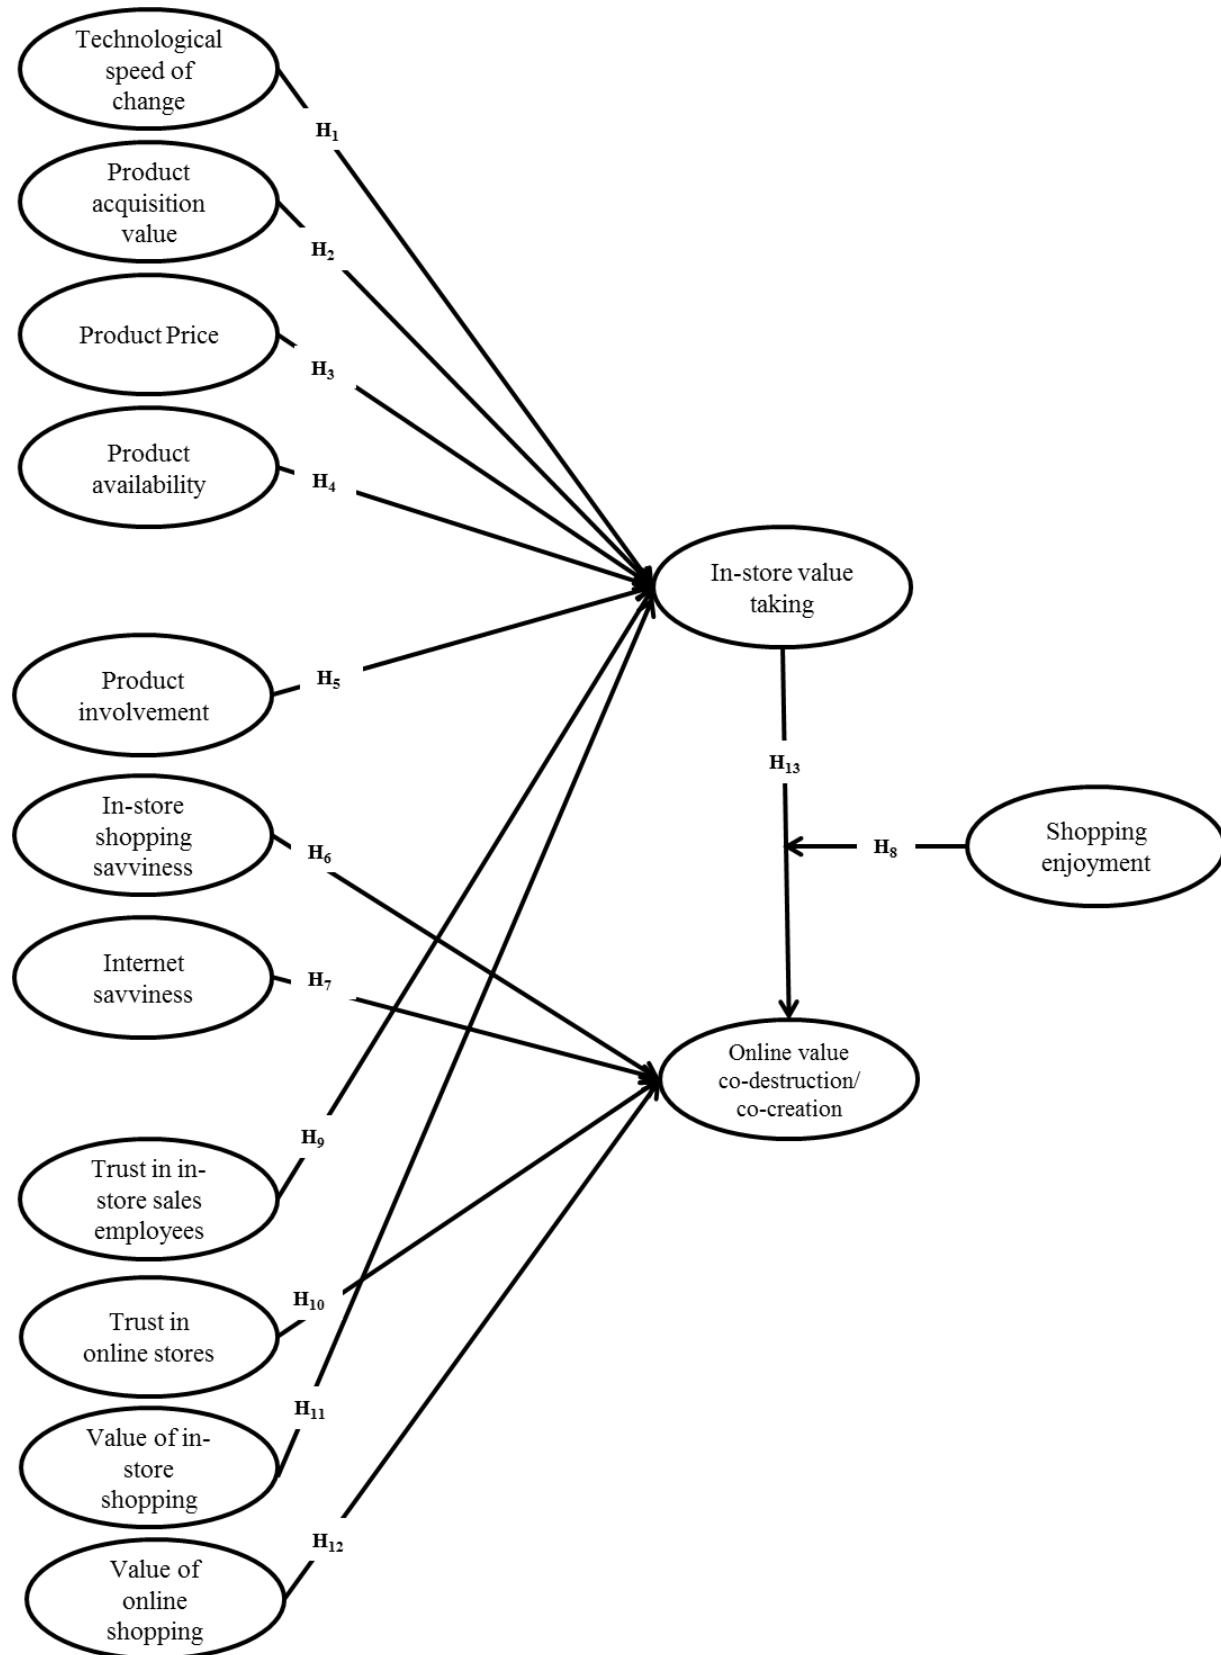 Technological
speed of
change
H₁
Product
acquisition
value
H₂
Product Price
H₃
Product
availability
H₄
In-store value
taking
Product
involvement
H₅
H₁₃
In-store
shopping
savviness
H₆
H₈
Shopping
enjoyment
Internet
savviness
H₇
Online value
co-destruction/
co-creation
Trust in in-
store sales
employees
H₉
Trust in
online stores
H₁₀
Value of in-
store
shopping
H₁₁
Value of
online
shopping
H₁₂